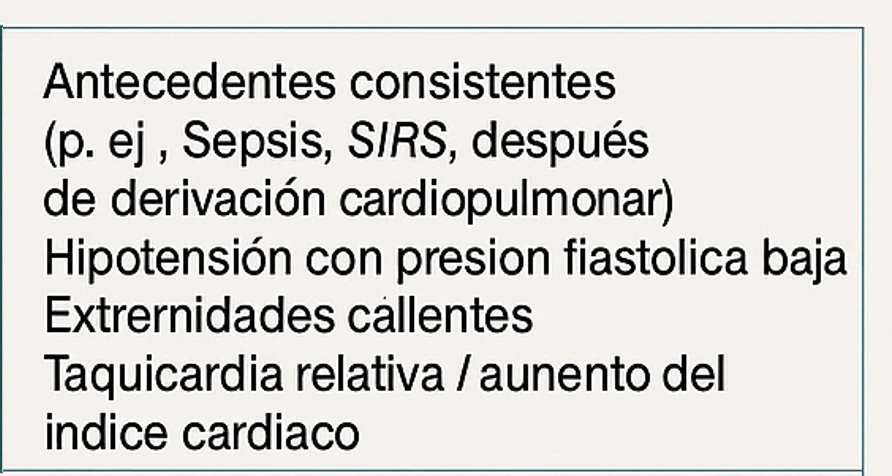 Antecedentes consistentes
(p. ej , Sepsis, SIRS, después
de derivación cardiopulmonar)
Hipotensión con presion fiastolica baja
Extrernidades callentes
Taquicardia relativa / aunento del
indice cardiaco